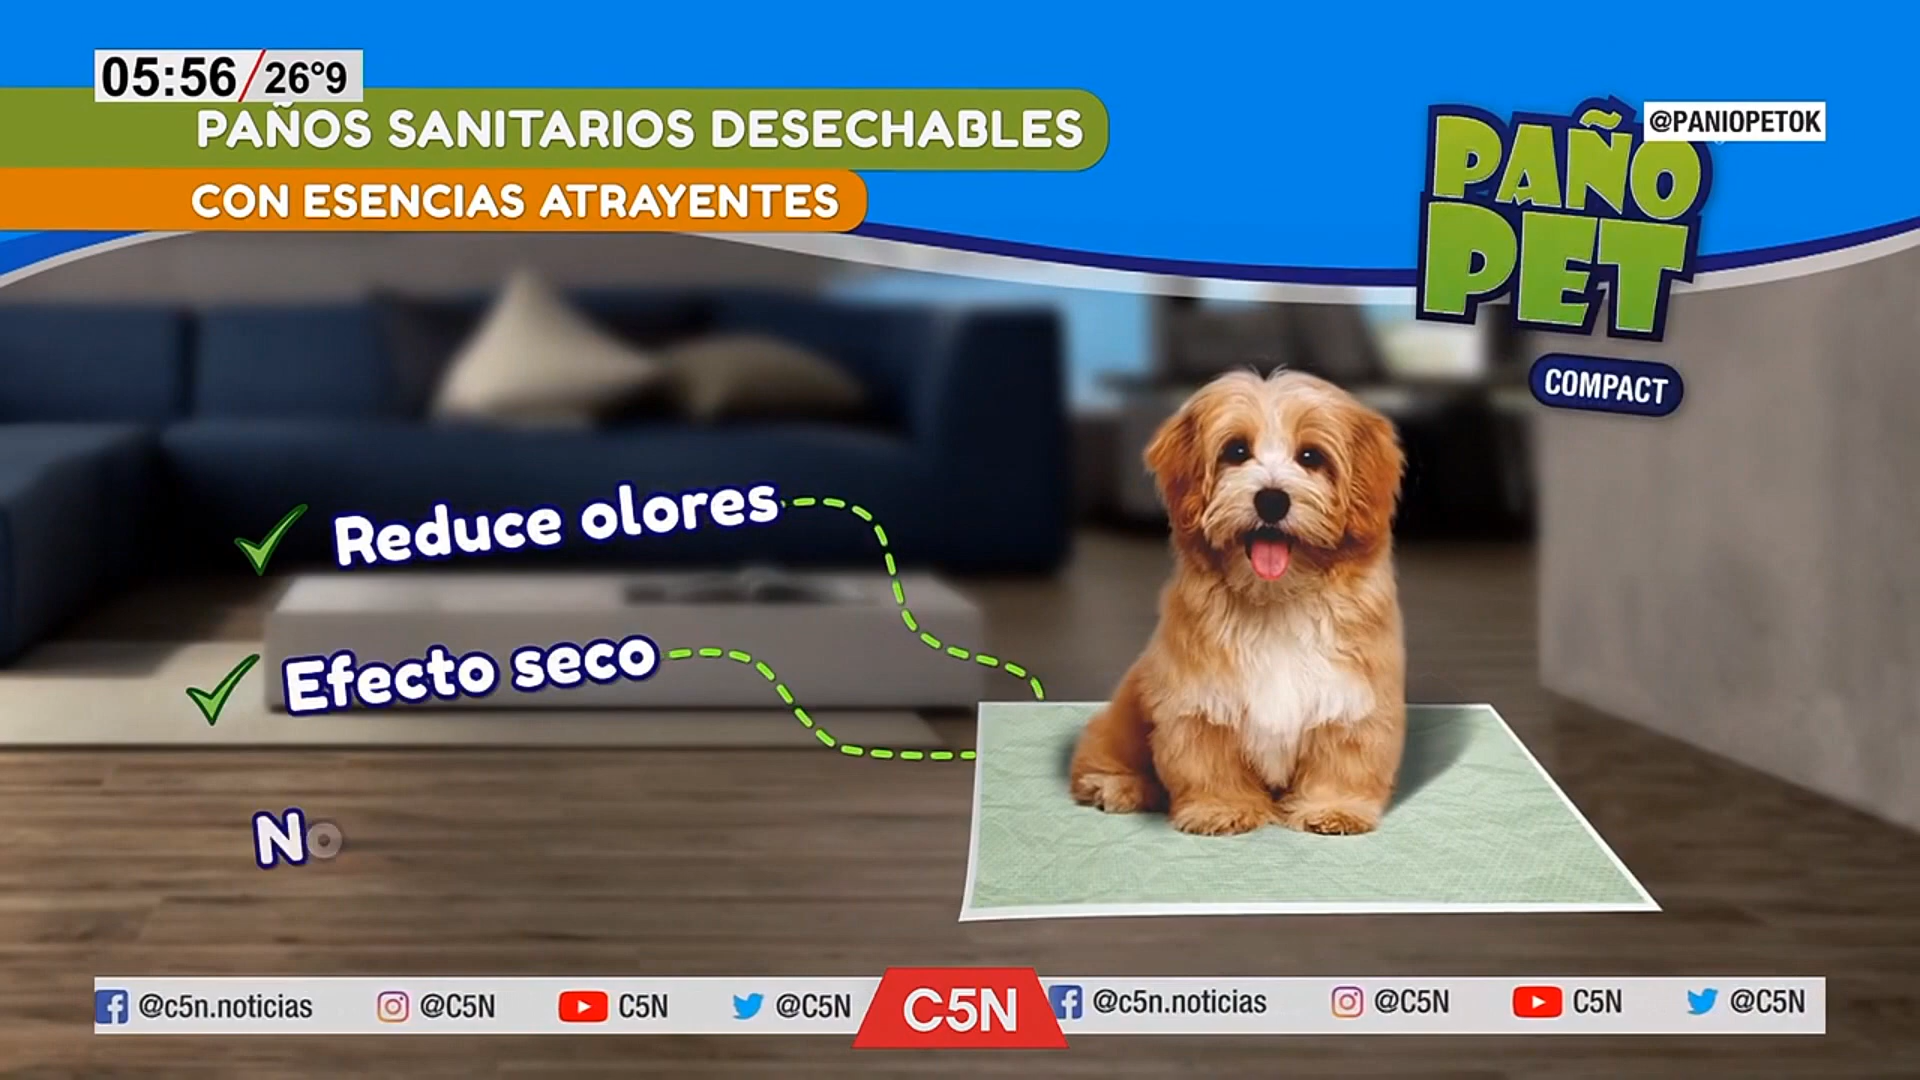 05:56/26°9
PAÑOS SANITARIOS DESECHABLES
CON ESENCIAS ATRAYENTES
@PANIOPETOK
PAÑO
PET
COMPACT
Reduce olores
Efecto seco
No
@c5n.noticias @C5N C5N @C5N C5N @c5n.noticias @C5N C5N @C5N